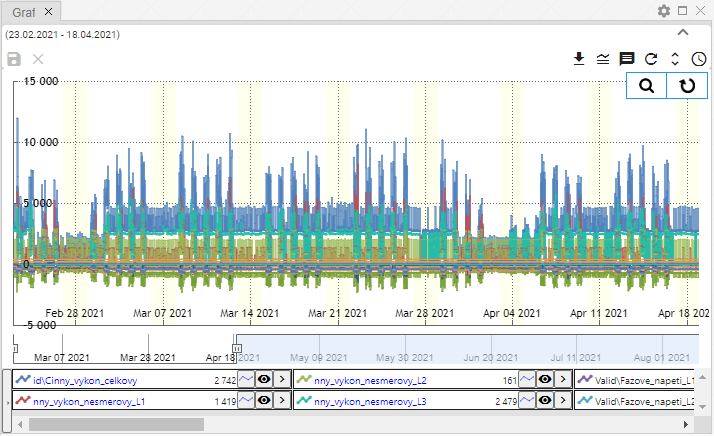 Graf
(23.02.2021 - 18.04.2021)
15 000
10 000
5 000
0
-5 000
Feb 28 2021 Mar 07 2021 Mar 14 2021 Mar 21 2021 Mar 28 2021 Apr 04 2021 Apr 11 2021 Apr 18 202
Mar 07 2021 Mar 28 2021 Apr 18 2021 May 09 2021 May 30 2021 Jun 20 2021 Jul 11 2021 Aug 01 2021
id\Cinny_vykon_celkovy 2 742 nny_vykon_nesmerovy_L2 161 Valid\Fazove_napeti_L1
nny_vykon_nesmerovy_L1 1 419 nny_vykon_nesmerovy_L3 2 479 Valid\Fazove_napeti_L2